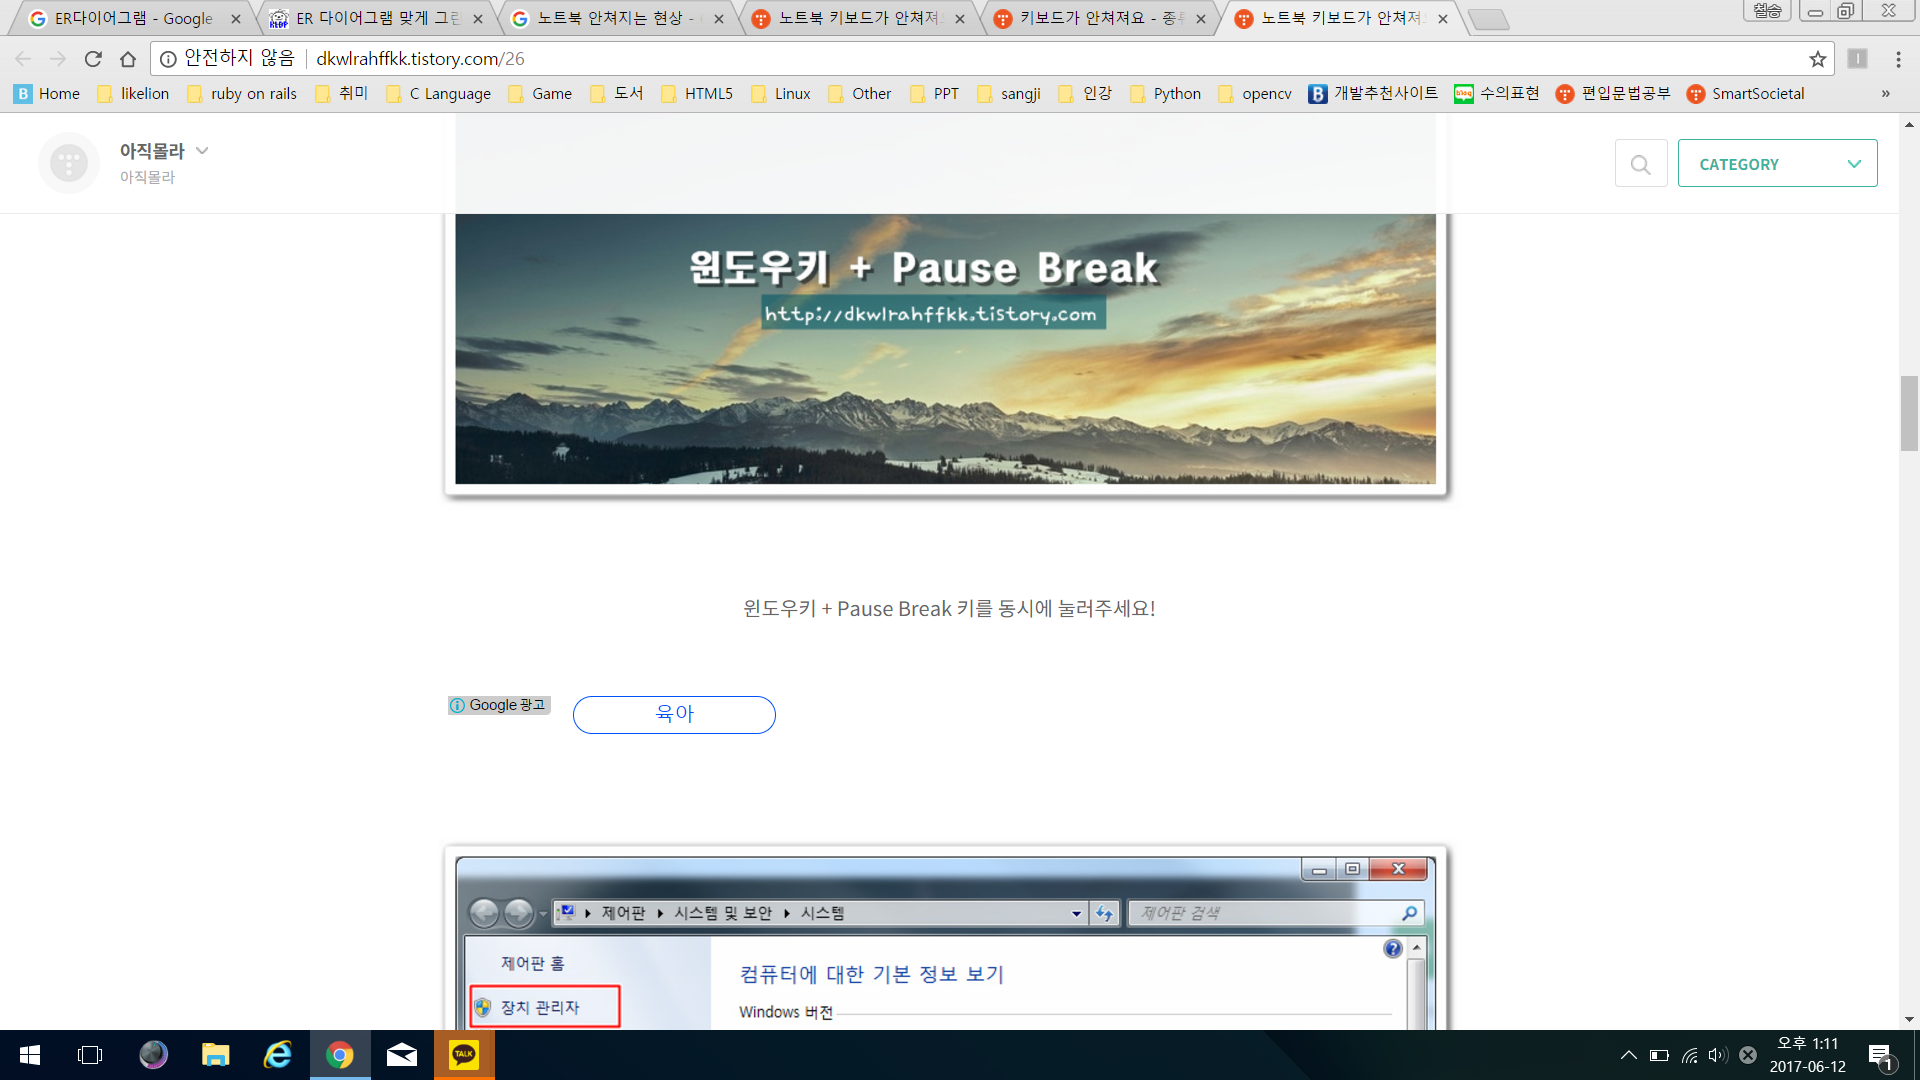 ER다이어그램 - Google
ER 다이어그램 맞게 그린
노트북 안쳐지는 현상 -
노트북 키보드가 안쳐져
키보드가 안쳐져요 - 종투
노트북 키보드가 안쳐져
철승
안전하지 않음
dkwlrahffkk.tistory.com/26
Home
likelion
ruby on rails
취미
C Language
Game
도서
HTML5
Linux
Other
PPT
sangji
인강
Python
opencv
개발추천사이트
수의표현
편입문법공부
SmartSocietal
»
아직몰라
아직몰라
CATEGORY
윈도우키 + Pause Break
http://dkwlrahffkk.tistory.com
윈도우키 + Pause Break 키를 동시에 눌러주세요!
Google 광고
육아
제어판
시스템 및 보안
시스템
제어판 검색
제어판 홈
컴퓨터에 대한 기본 정보 보기
장치 관리자
Windows 버전
TALK
오후 1:11
2017-06-12
1